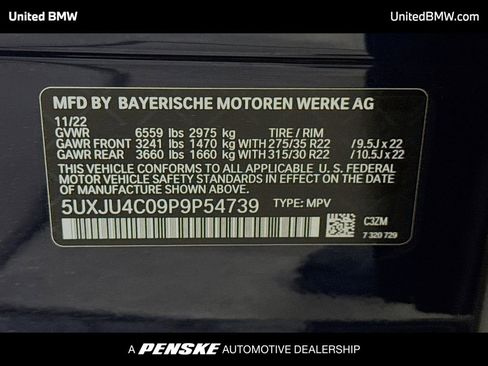 United BMW
UnitedBMW.com
MFD BY BAYERISCHE MOTOREN WERKE AG
11/22
GVWR 6559 lbs 2975 kg TIRE / RIM
GAWR FRONT 3241 lbs 1470 kg WITH 275/35 R22 /9.5J x 22
GAWR REAR 3660 lbs 1660 kg WITH 315/30 R22 /10.5J x 22
THIS VEHICLE CONFORMS TO ALL APPLICABLE U.S. FEDERAL
MOTOR VEHICLE SAFETY STANDARDS IN EFFECT ON THE DATE
OF MANUFACTURE SHOWN ABOVE.
5UXJU4C09P9P54739 TYPE: MPV
C3ZM
7 320 729
A PENSKE AUTOMOTIVE DEALERSHIP